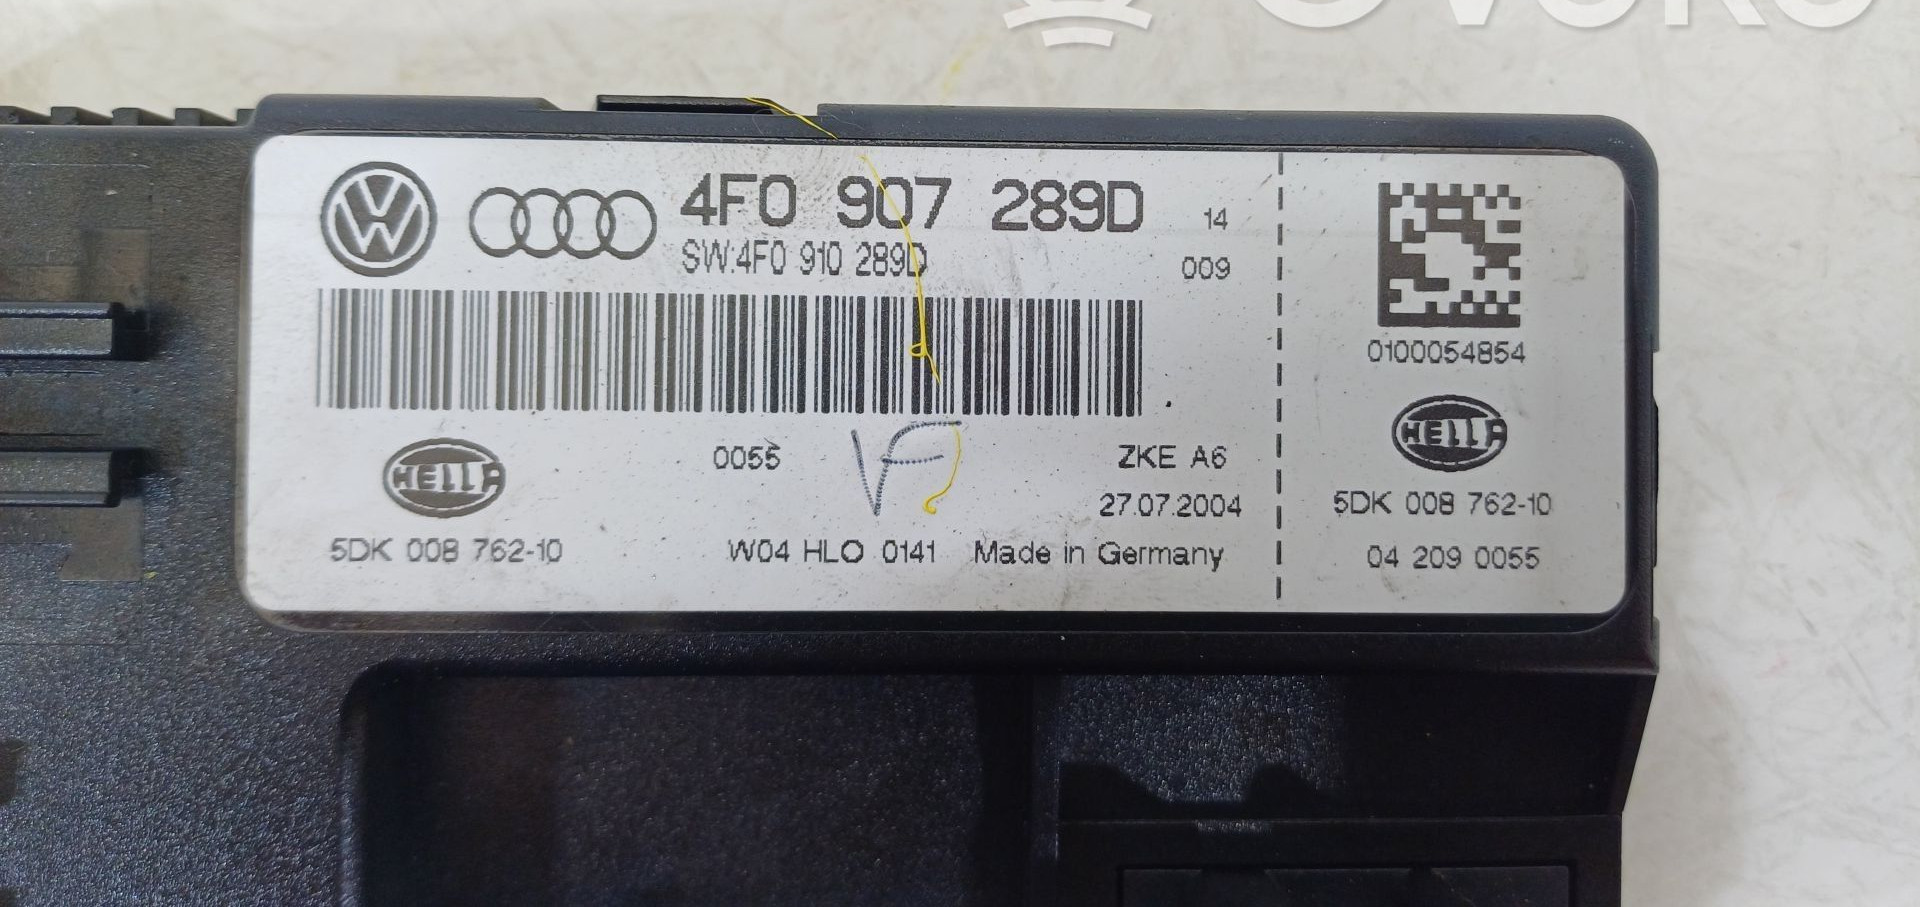 4F0 907 289D 14
SW:4F0 910 289D 009
0055 VF ZKE A6
27.07.2004
HELLA
5DK 008 762-10 W04 HLO 0141 Made in Germany
0100054854
HELLA
5DK 008 762-10
04 209 0055